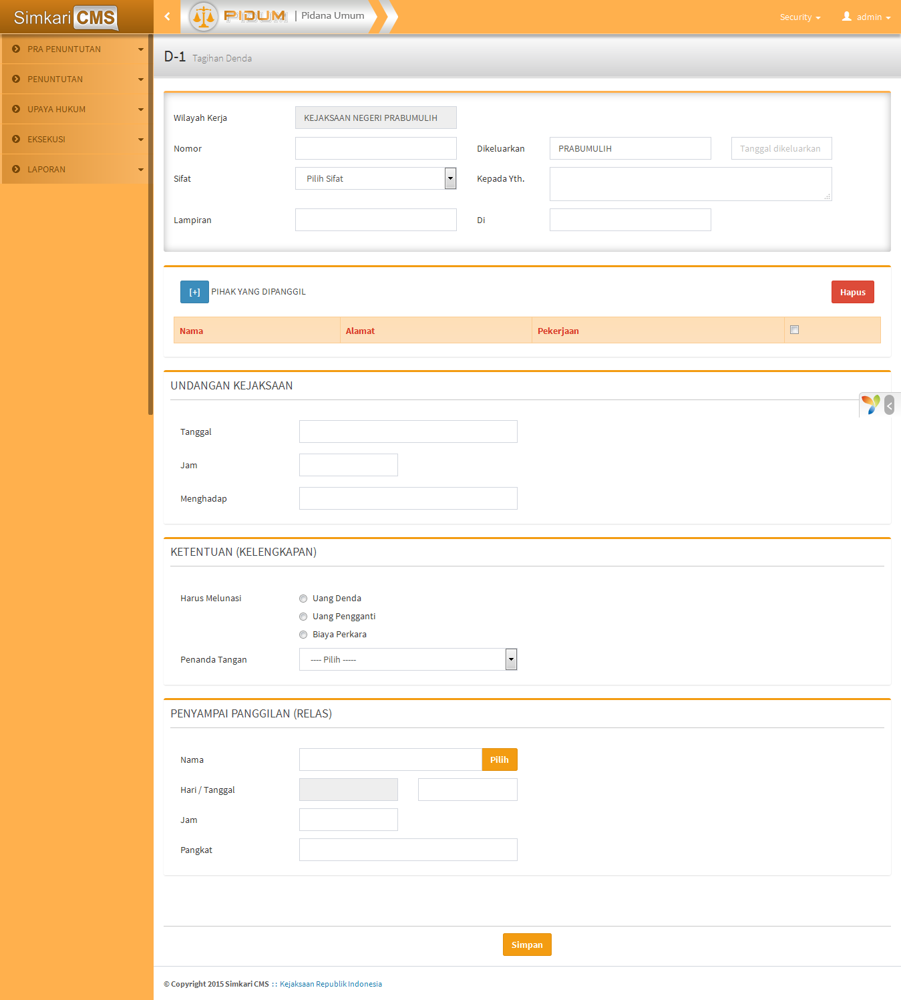 Simkari CMS
PIDUM | Pidana Umum
Security
admin
PRA PENUNTUTAN
PENUNTUTAN
UPAYA HUKUM
EKSEKUSI
LAPORAN
D-1 Tagihan Denda
Wilayah Kerja KEJAKSAAN NEGERI PRABUMULIH
Nomor Dikeluarkan PRABUMULIH Tanggal dikeluarkan
Sifat Pilih Sifat Kepada Yth.
Lampiran Di
[+] PIHAK YANG DIPANGGIL Hapus
Nama Alamat Pekerjaan
UNDANGAN KEJAKSAAN
Tanggal
Jam
Menghadap
KETENTUAN (KELENGKAPAN)
Harus Melunasi Uang Denda
Uang Pengganti
Biaya Perkara
Penanda Tangan ---- Pilih -----
PENYAMPAI PANGGILAN (RELAS)
Nama Pilih
Hari / Tanggal
Jam
Pangkat
Simpan
© Copyright 2015 Simkari CMS :: Kejaksaan Republik Indonesia